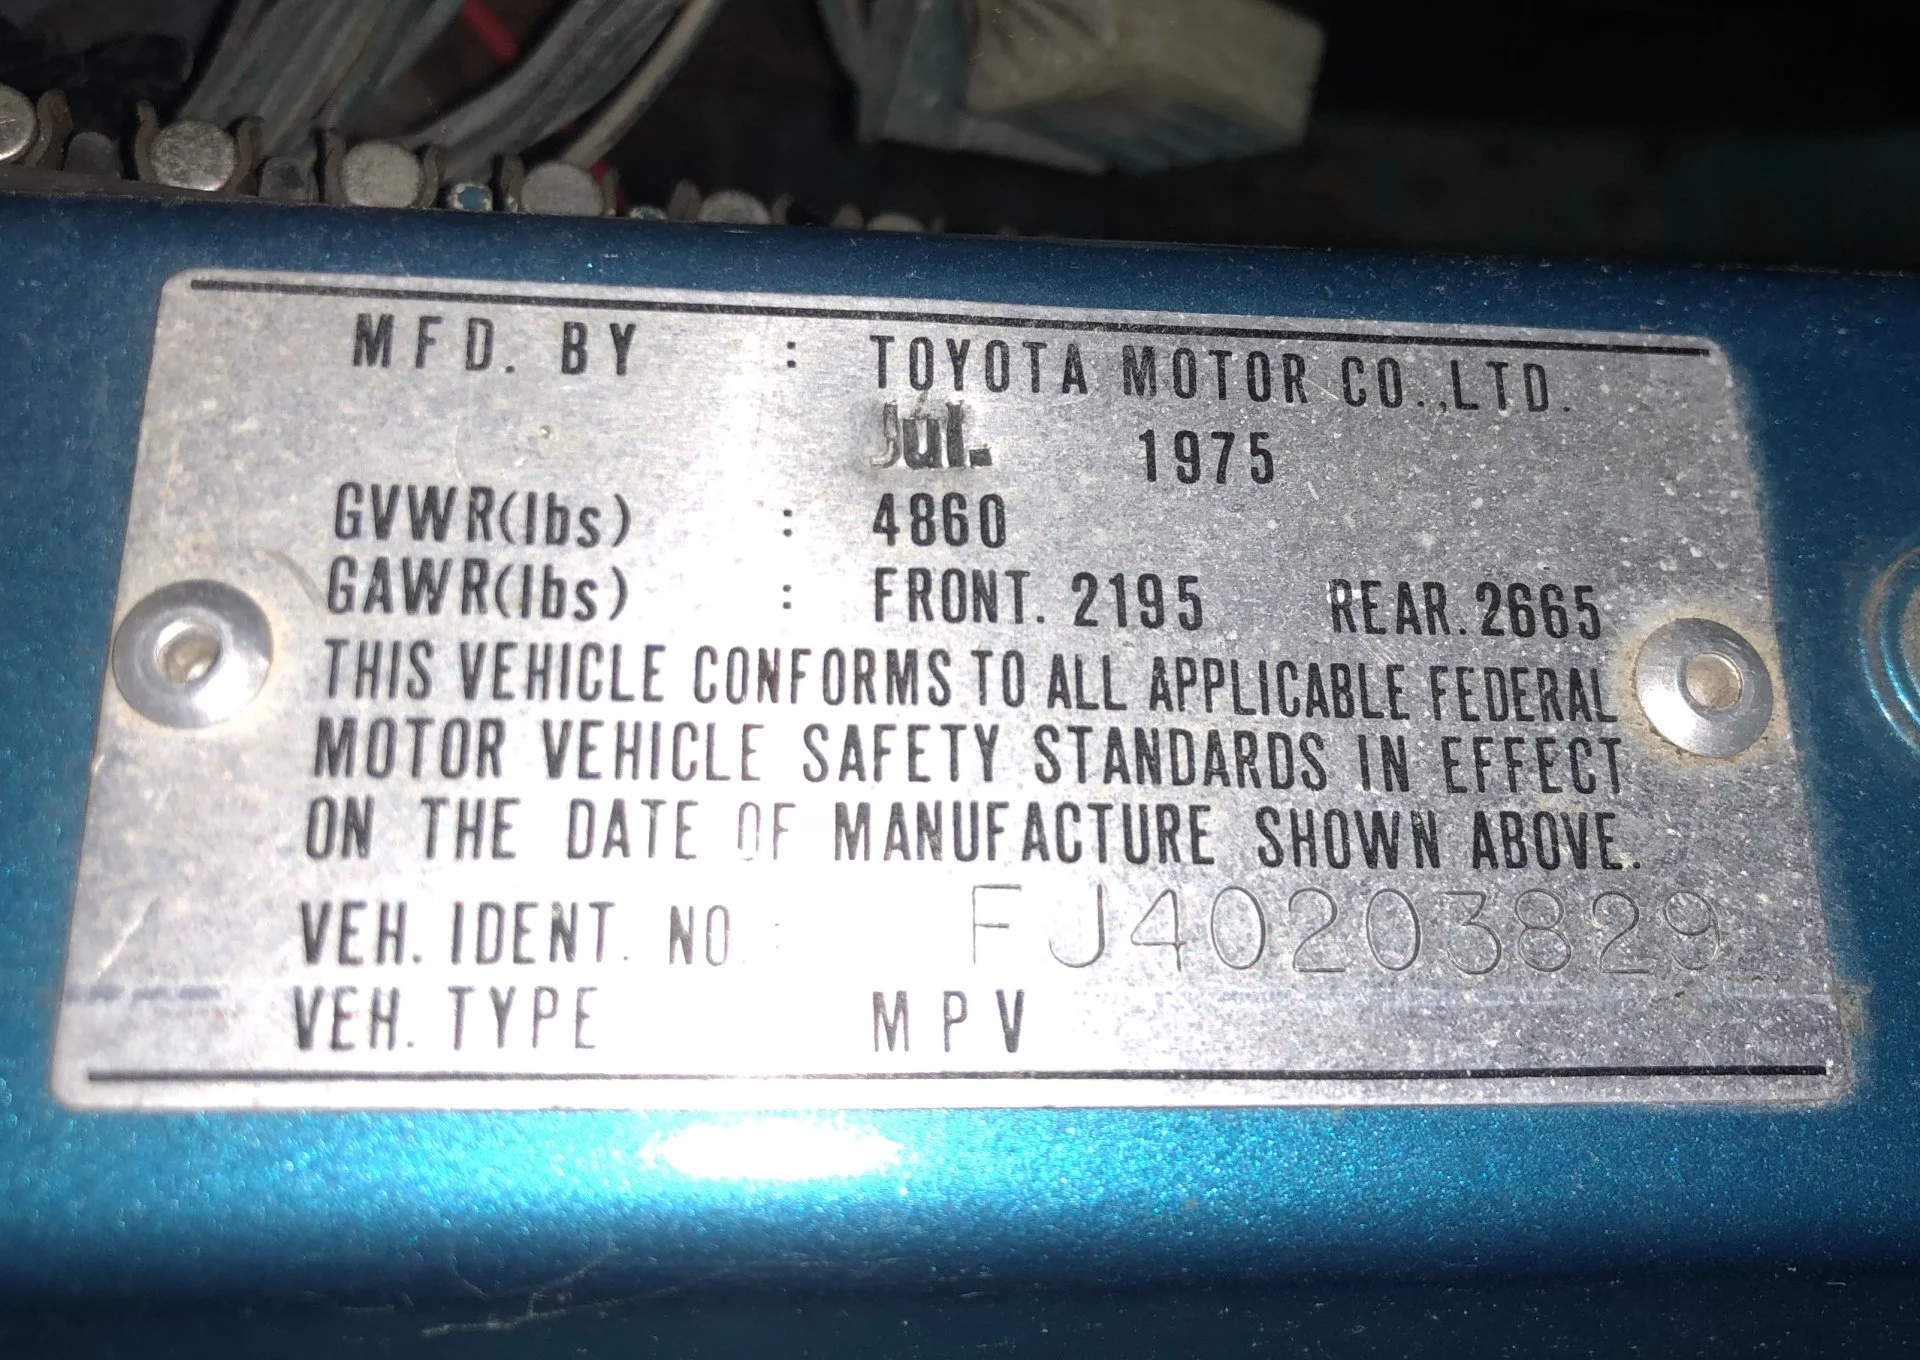 MFD. BY : TOYOTA MOTOR CO.,LTD.
Jul. 1975
GVWR(lbs) : 4860
GAWR(lbs) : FRONT. 2195 REAR. 2665
THIS VEHICLE CONFORMS TO ALL APPLICABLE FEDERAL
MOTOR VEHICLE SAFETY STANDARDS IN EFFECT
ON THE DATE OF MANUFACTURE SHOWN ABOVE.
VEH. IDENT. NO : FJ40203829
VEH. TYPE MPV